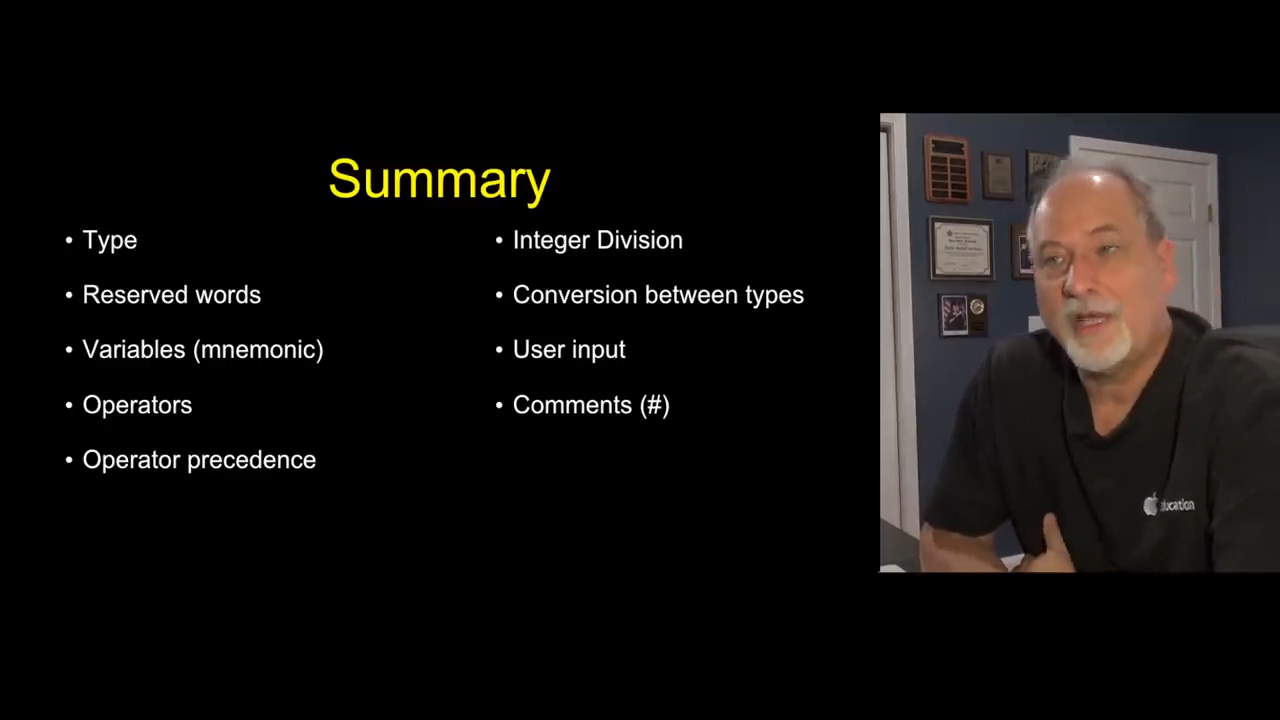 Summary
• Type
• Reserved words
• Variables (mnemonic)
• Operators
• Operator precedence
• Integer Division
• Conversion between types
• User input
• Comments (#)